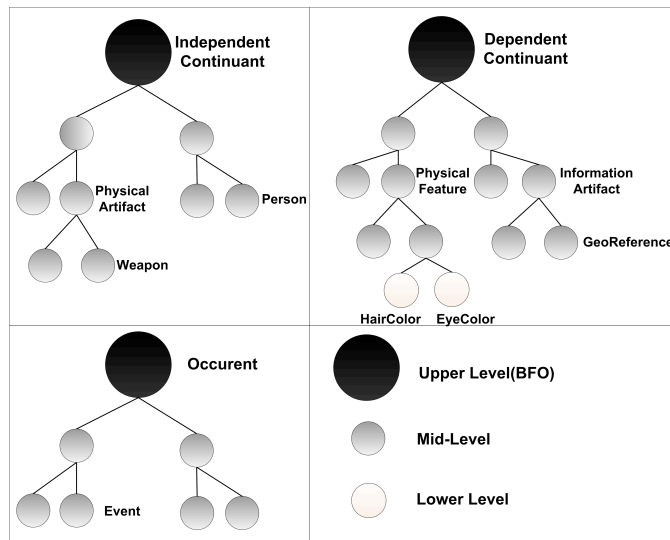 Independent
Continuant
Physical
Artifact
Person
Weapon
Dependent
Continuant
Physical
Feature
Information
Artifact
GeoReference
HairColor
EyeColor
Occurent
Event
Upper Level(BFO)
Mid-Level
Lower Level